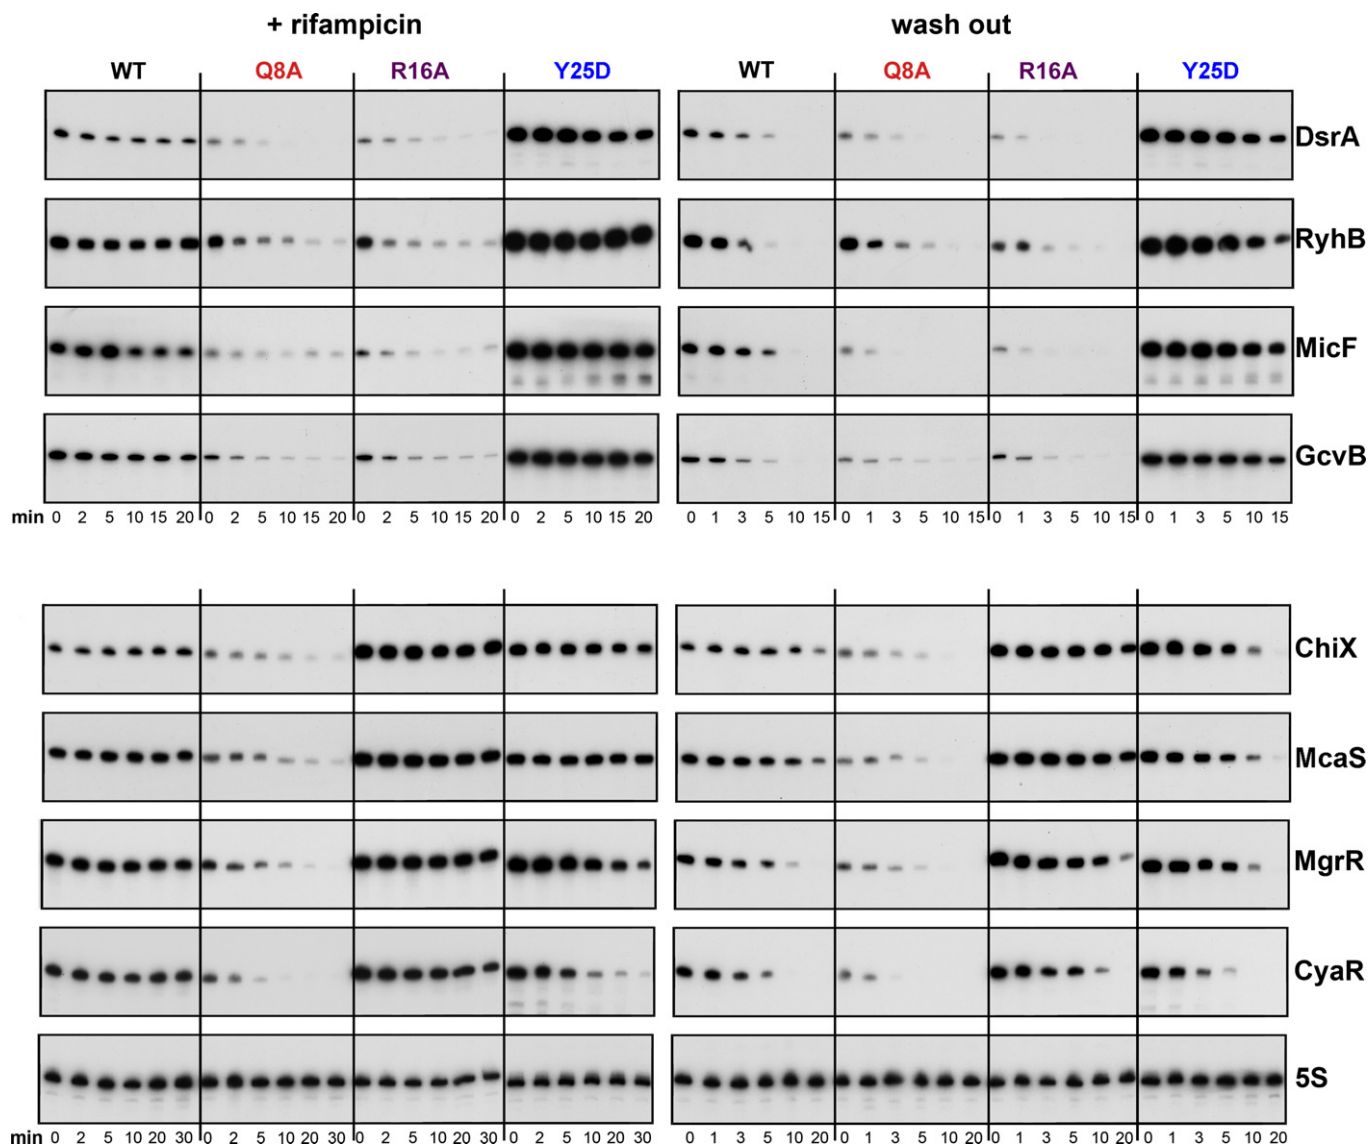 + rifampicin wash out
WT Q8A R16A Y25D WT Q8A R16A Y25D
DsrA
RyhB
MicF
GcvB
min 0 2 5 10 15 20 0 2 5 10 15 20 0 2 5 10 15 20 0 2 5 10 15 20 0 1 3 5 10 15 0 1 3 5 10 15 0 1 3 5 10 15 0 1 3 5 10 15
ChiX
McaS
MgrR
CyaR
5S
min 0 2 5 10 20 30 0 2 5 10 20 30 0 2 5 10 20 30 0 2 5 10 20 30 0 1 3 5 10 20 0 1 3 5 10 20 0 1 3 5 10 20 0 1 3 5 10 20